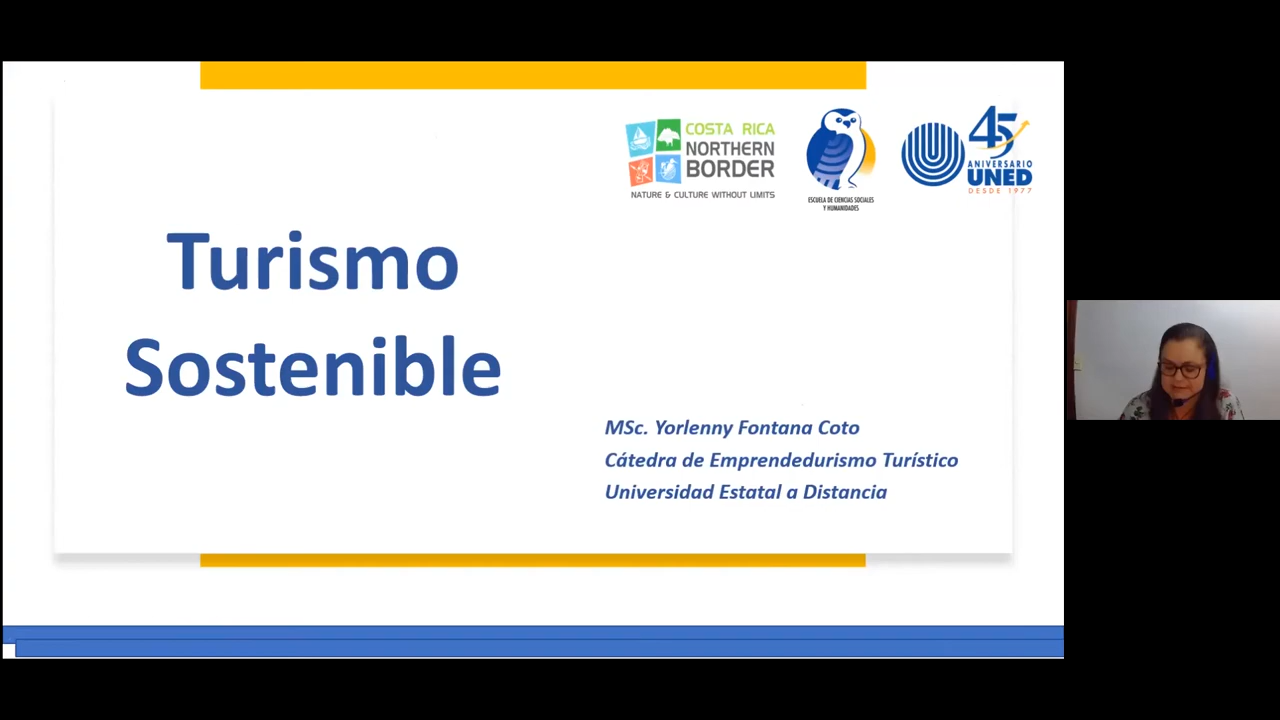 COSTA RICA
NORTHERN
BORDER
NATURE & CULTURE WITHOUT LIMITS
ESCUELA DE CIENCIAS SOCIALES
Y HUMANIDADES
45
ANIVERSARIO
UNED
DESDE 1977
Turismo
Sostenible
MSc. Yorlenny Fontana Coto
Cátedra de Emprendedurismo Turístico
Universidad Estatal a Distancia